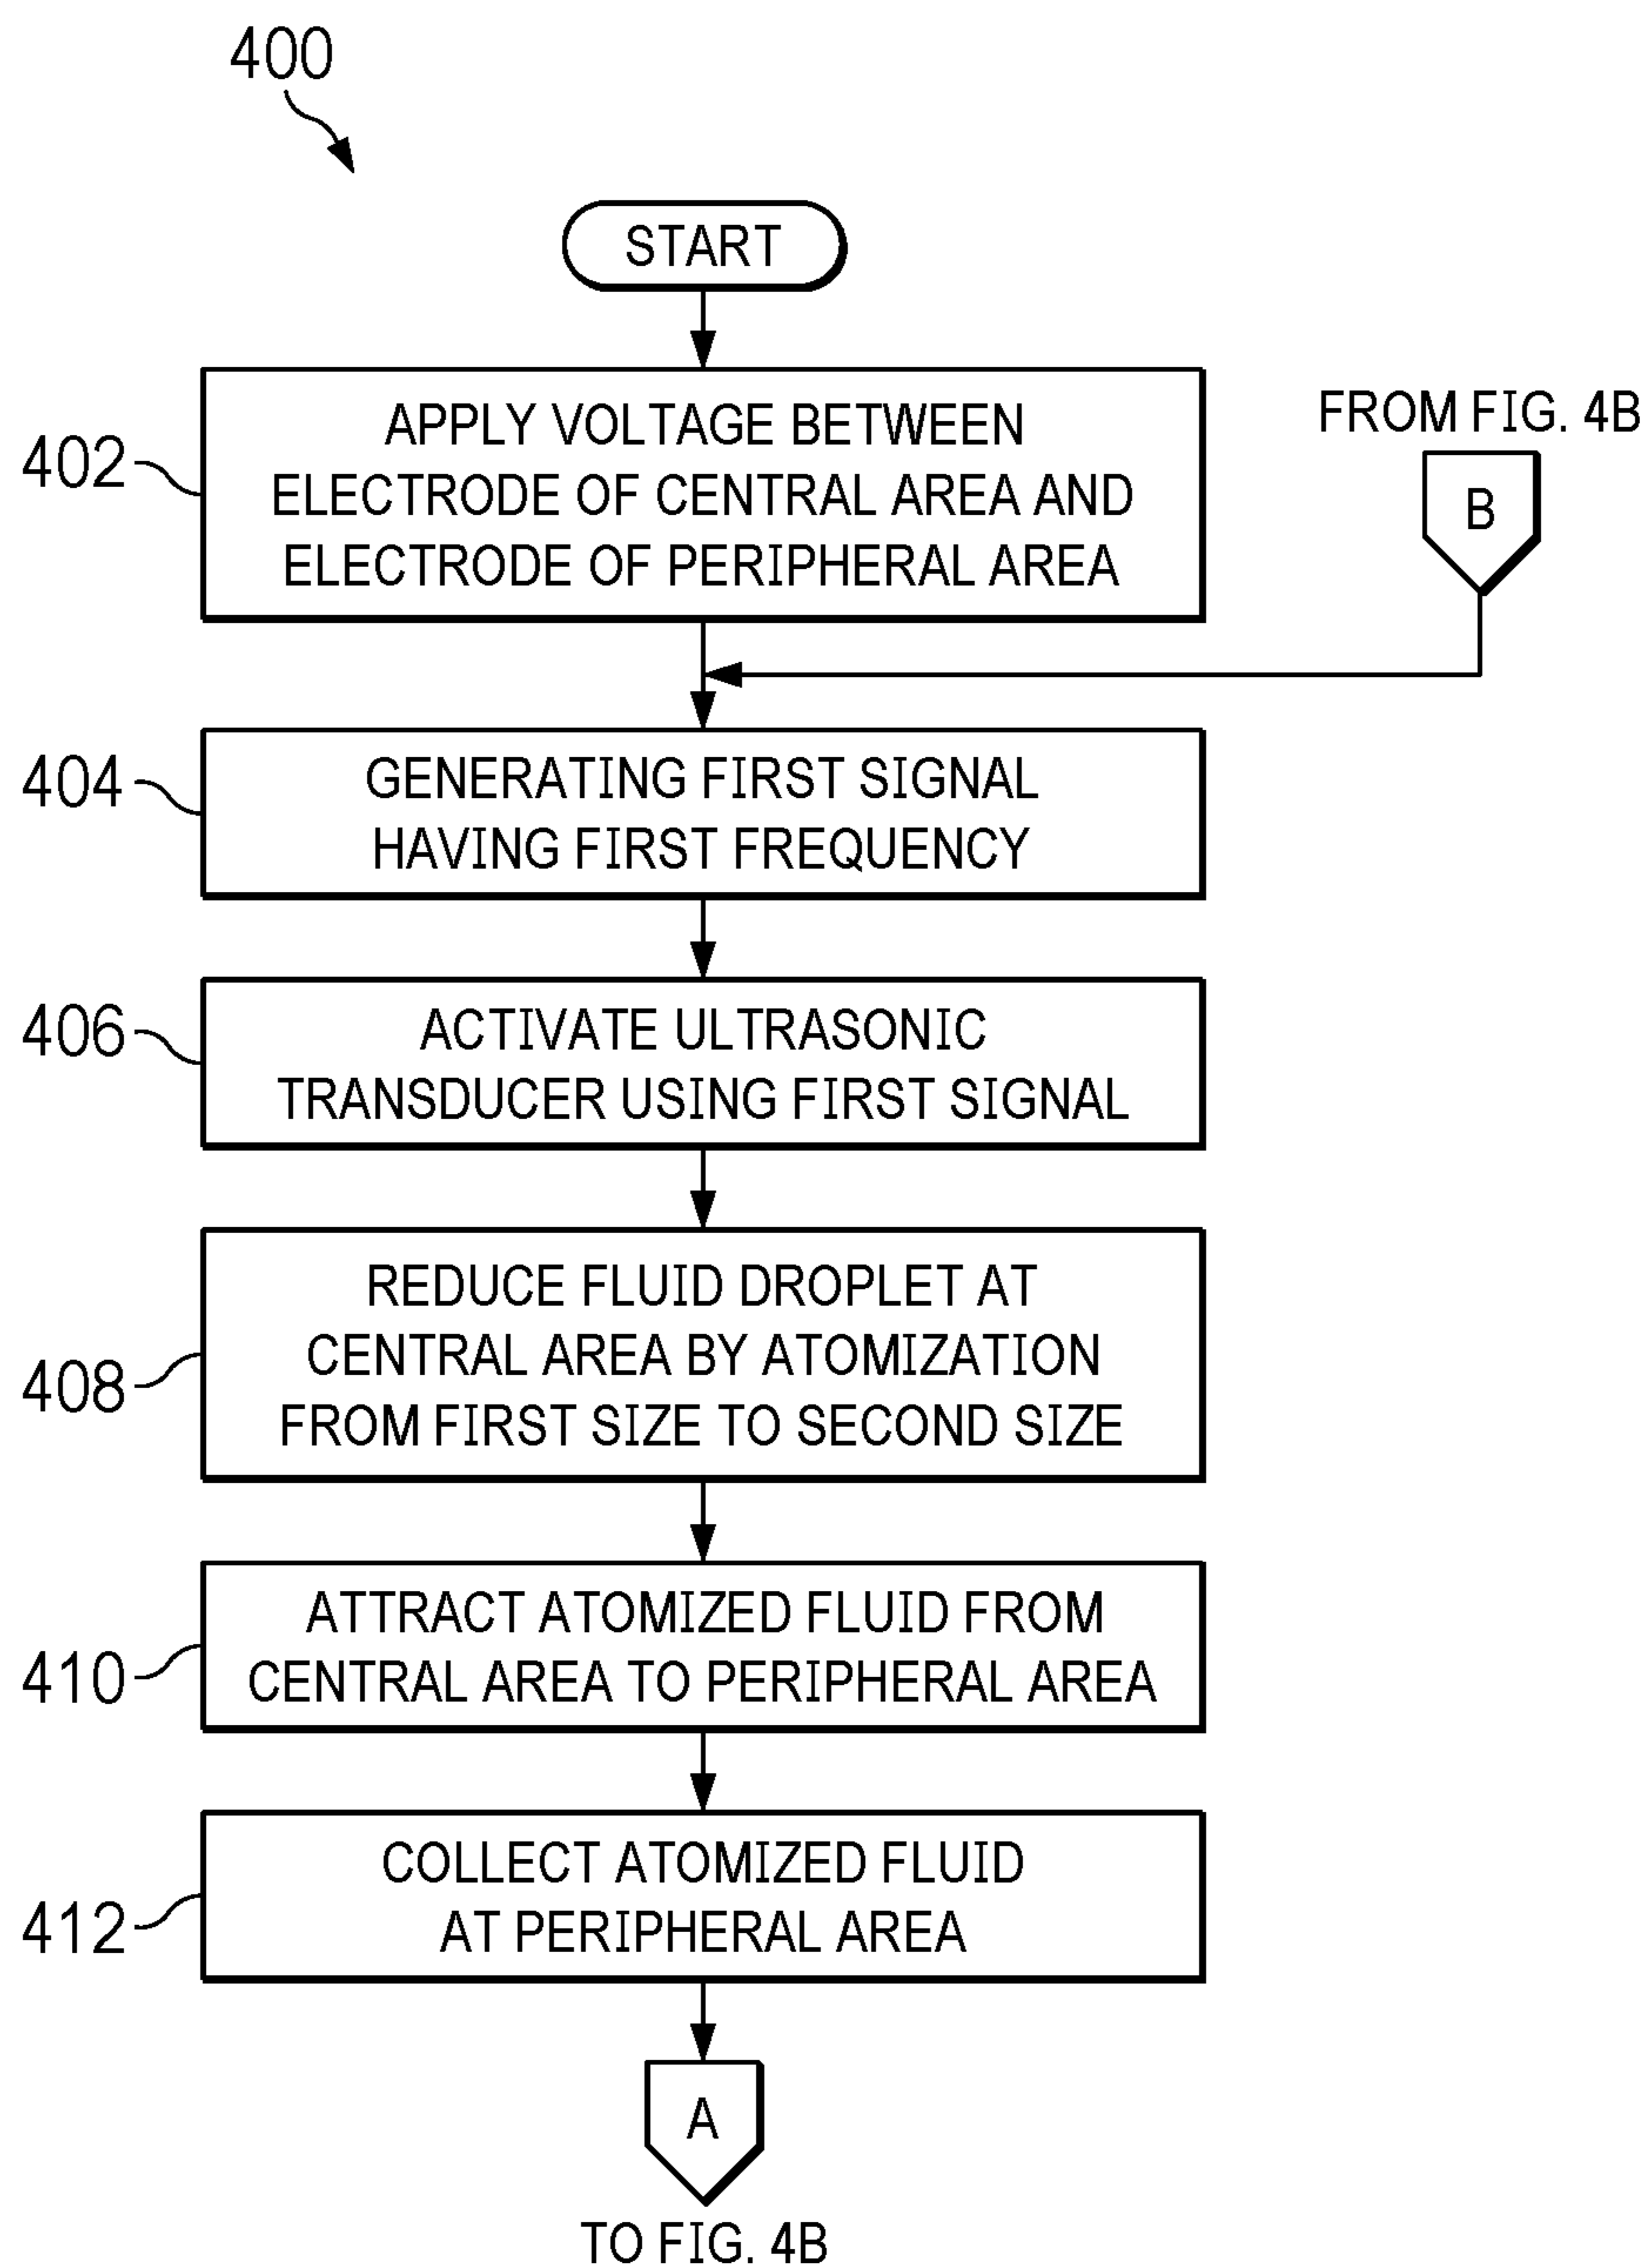 400
START
402
APPLY VOLTAGE BETWEEN
ELECTRODE OF CENTRAL AREA AND
ELECTRODE OF PERIPHERAL AREA
FROM FIG. 4B
B
404
GENERATING FIRST SIGNAL
HAVING FIRST FREQUENCY
406
ACTIVATE ULTRASONIC
TRANSDUCER USING FIRST SIGNAL
408
REDUCE FLUID DROPLET AT
CENTRAL AREA BY ATOMIZATION
FROM FIRST SIZE TO SECOND SIZE
410
ATTRACT ATOMIZED FLUID FROM
CENTRAL AREA TO PERIPHERAL AREA
412
COLLECT ATOMIZED FLUID
AT PERIPHERAL AREA
A
TO FIG. 4B